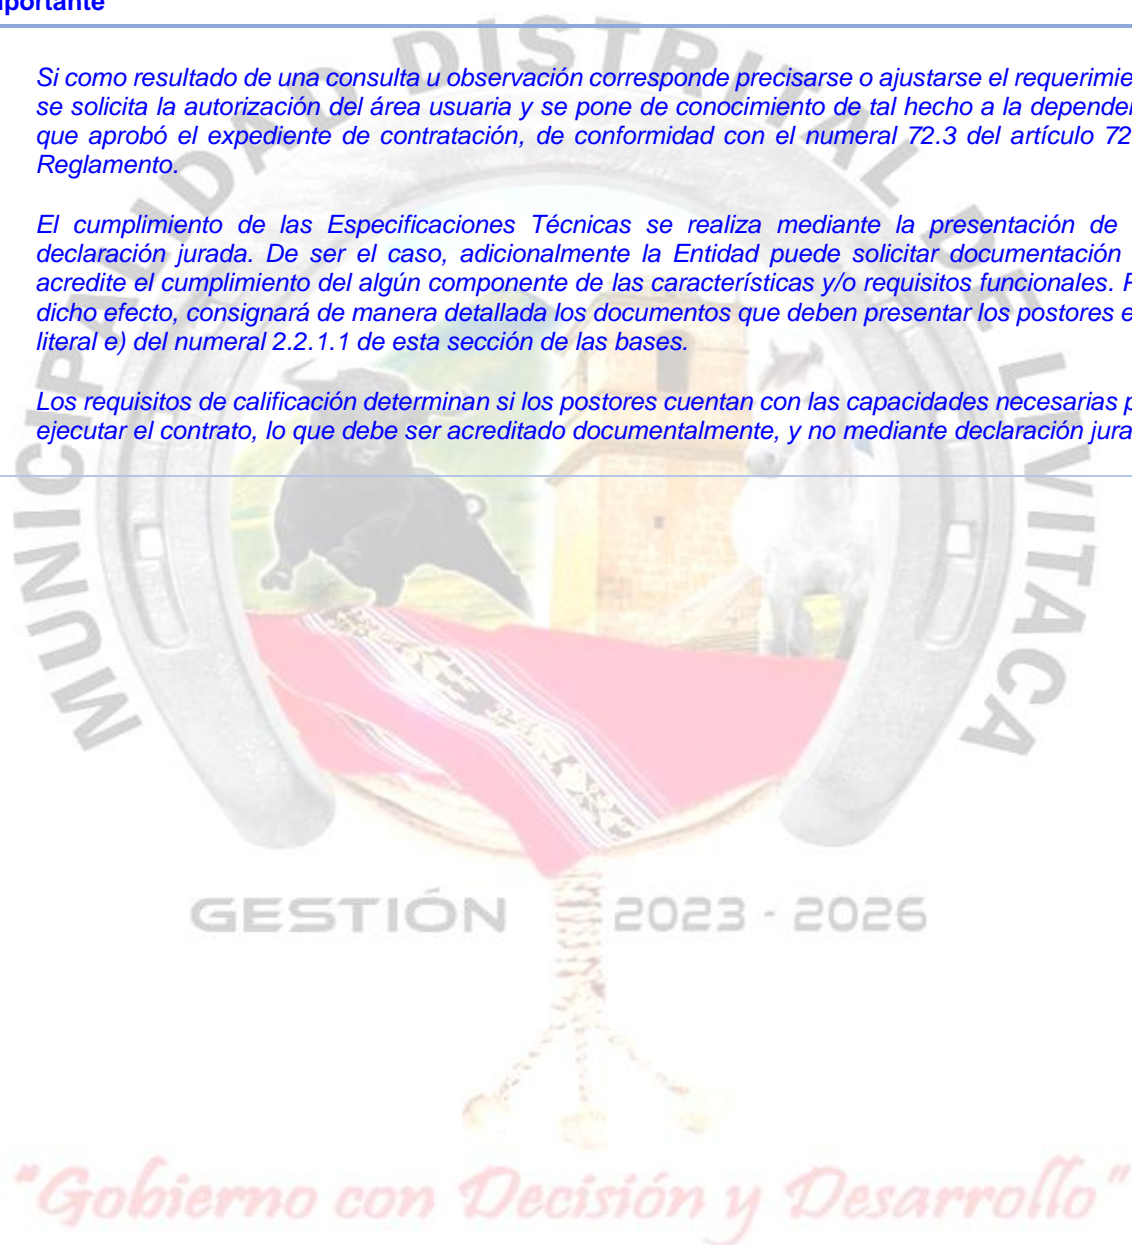 portante
Si como resultado de una consulta u observación corresponde precisarse o ajustarse el requerimie
se solicita la autorización del área usuaria y se pone de conocimiento de tal hecho a la depender
que aprobó el expediente de contratación, de conformidad con el numeral 72.3 del artículo 72
Reglamento.
El cumplimiento de las Especificaciones Técnicas se realiza mediante la presentación de
declaración jurada. De ser el caso, adicionalmente la Entidad puede solicitar documentación
acredite el cumplimiento del algún componente de las características y/o requisitos funcionales. P
dicho efecto, consignará de manera detallada los documentos que deben presentar los postores e
literal e) del numeral 2.2.1.1 de esta sección de las bases.
Los requisitos de calificación determinan si los postores cuentan con las capacidades necesarias p
ejecutar el contrato, lo que debe ser acreditado documentalmente, y no mediante declaración jura
MUNICIPALIDAD DISTRITAL DE LIVITACA
GESTIÓN 2023 - 2026
"Gobierno con Decisión y Desarrollo"